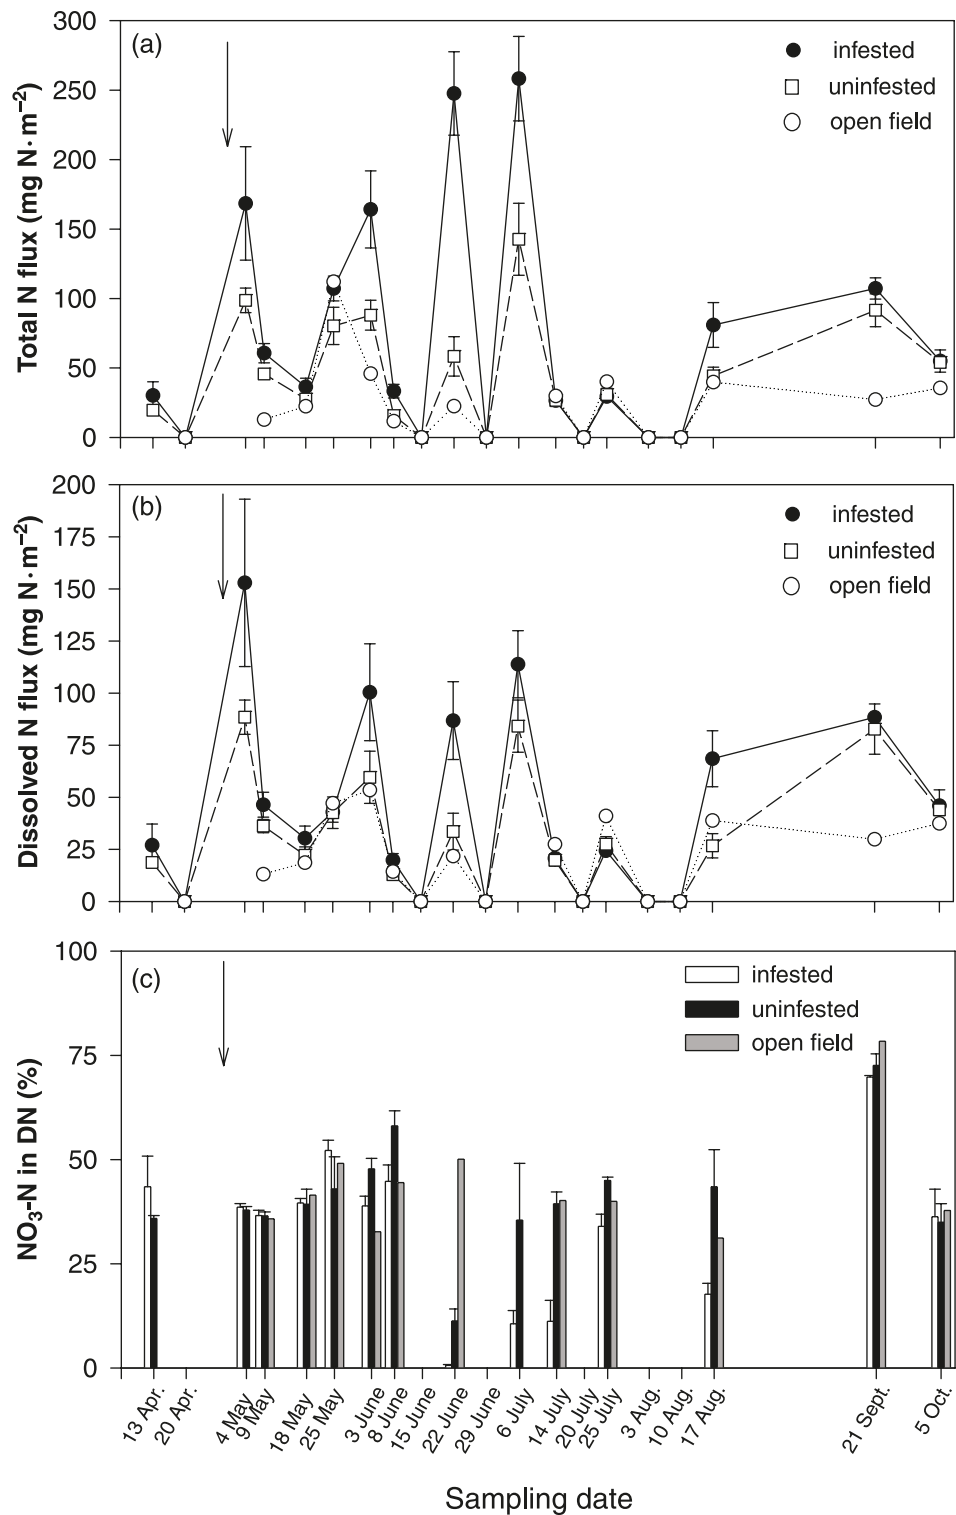 (a)
infested
uninfested
open field
Total N flux (mg N·m⁻²)
300
250
200
150
100
50
0
(b)
infested
uninfested
open field
Dissolved N flux (mg N·m⁻²)
200
175
150
125
100
75
50
25
0
(c)
infested
uninfested
open field
NO₃-N in DN (%)
100
75
50
25
0
13 Apr.
20 Apr.
4 May
9 May
18 May
25 May
3 June
8 June
15 June
22 June
29 June
6 July
14 July
20 July
25 July
3 Aug.
10 Aug.
17 Aug.
21 Sept.
5 Oct.
Sampling date